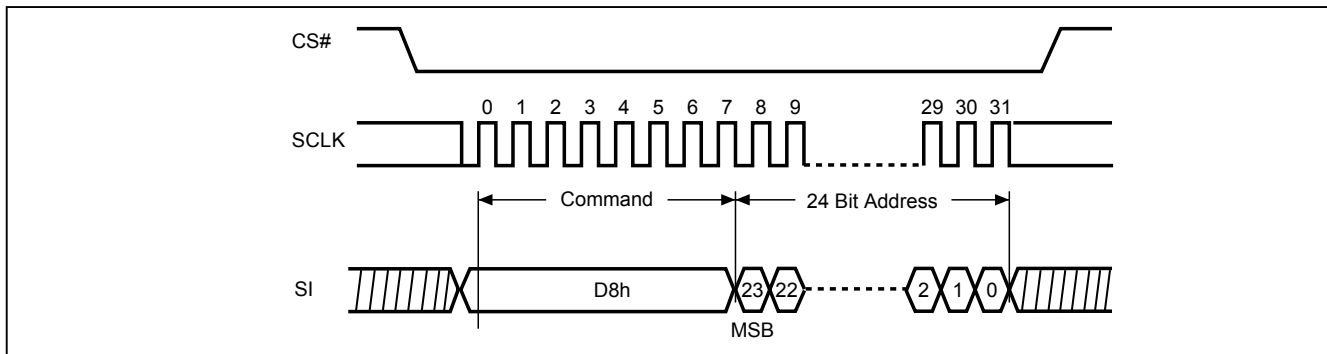 CS#
0 1 2 3 4 5 6 7 8 9 29 30 31
SCLK
Command 24 Bit Address
SI D8h 23 22 2 1 0
MSB